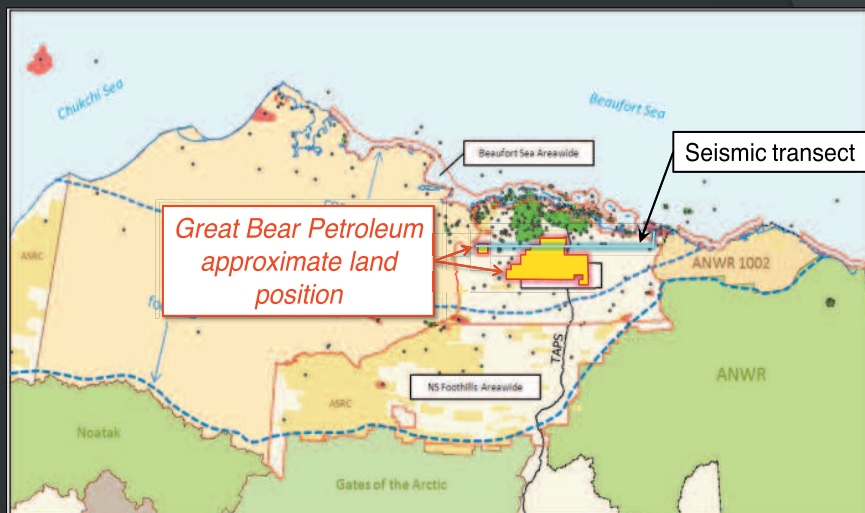 Chukchi Sea
Beaufort Sea
Beaufort Sea Areawide
Seismic transect
Great Bear Petroleum
approximate land
position
ASRC
ANWR 1002
TAPS
ANWR
NS Foothills Areawide
ASRC
Noatak
Gates of the Arctic